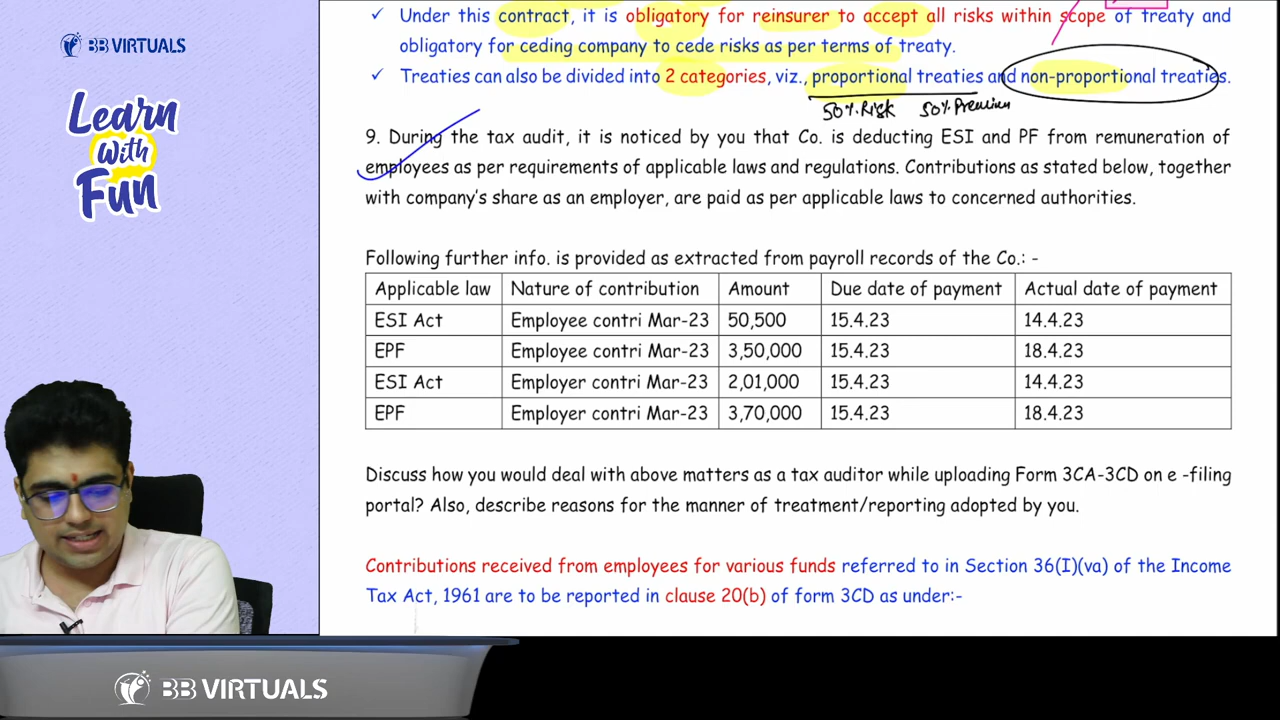 BB VIRTUALS
Learn
With
Fun
✓ Under this contract, it is obligatory for reinsurer to accept all risks within scope of treaty and
obligatory for ceding company to cede risks as per terms of treaty.
✓ Treaties can also be divided into 2 categories, viz., proportional treaties and non-proportional treaties.
50% Risk 50% Premium
9. During the tax audit, it is noticed by you that Co. is deducting ESI and PF from remuneration of
employees as per requirements of applicable laws and regulations. Contributions as stated below, together
with company's share as an employer, are paid as per applicable laws to concerned authorities.
Following further info. is provided as extracted from payroll records of the Co.: -
Applicable law Nature of contribution Amount Due date of payment Actual date of payment
ESI Act Employee contri Mar-23 50,500 15.4.23 14.4.23
EPF Employee contri Mar-23 3,50,000 15.4.23 18.4.23
ESI Act Employer contri Mar-23 2,01,000 15.4.23 14.4.23
EPF Employer contri Mar-23 3,70,000 15.4.23 18.4.23
Discuss how you would deal with above matters as a tax auditor while uploading Form 3CA-3CD on e -filing
portal? Also, describe reasons for the manner of treatment/reporting adopted by you.
Contributions received from employees for various funds referred to in Section 36(I)(va) of the Income
Tax Act, 1961 are to be reported in clause 20(b) of form 3CD as under:-
BB VIRTUALS